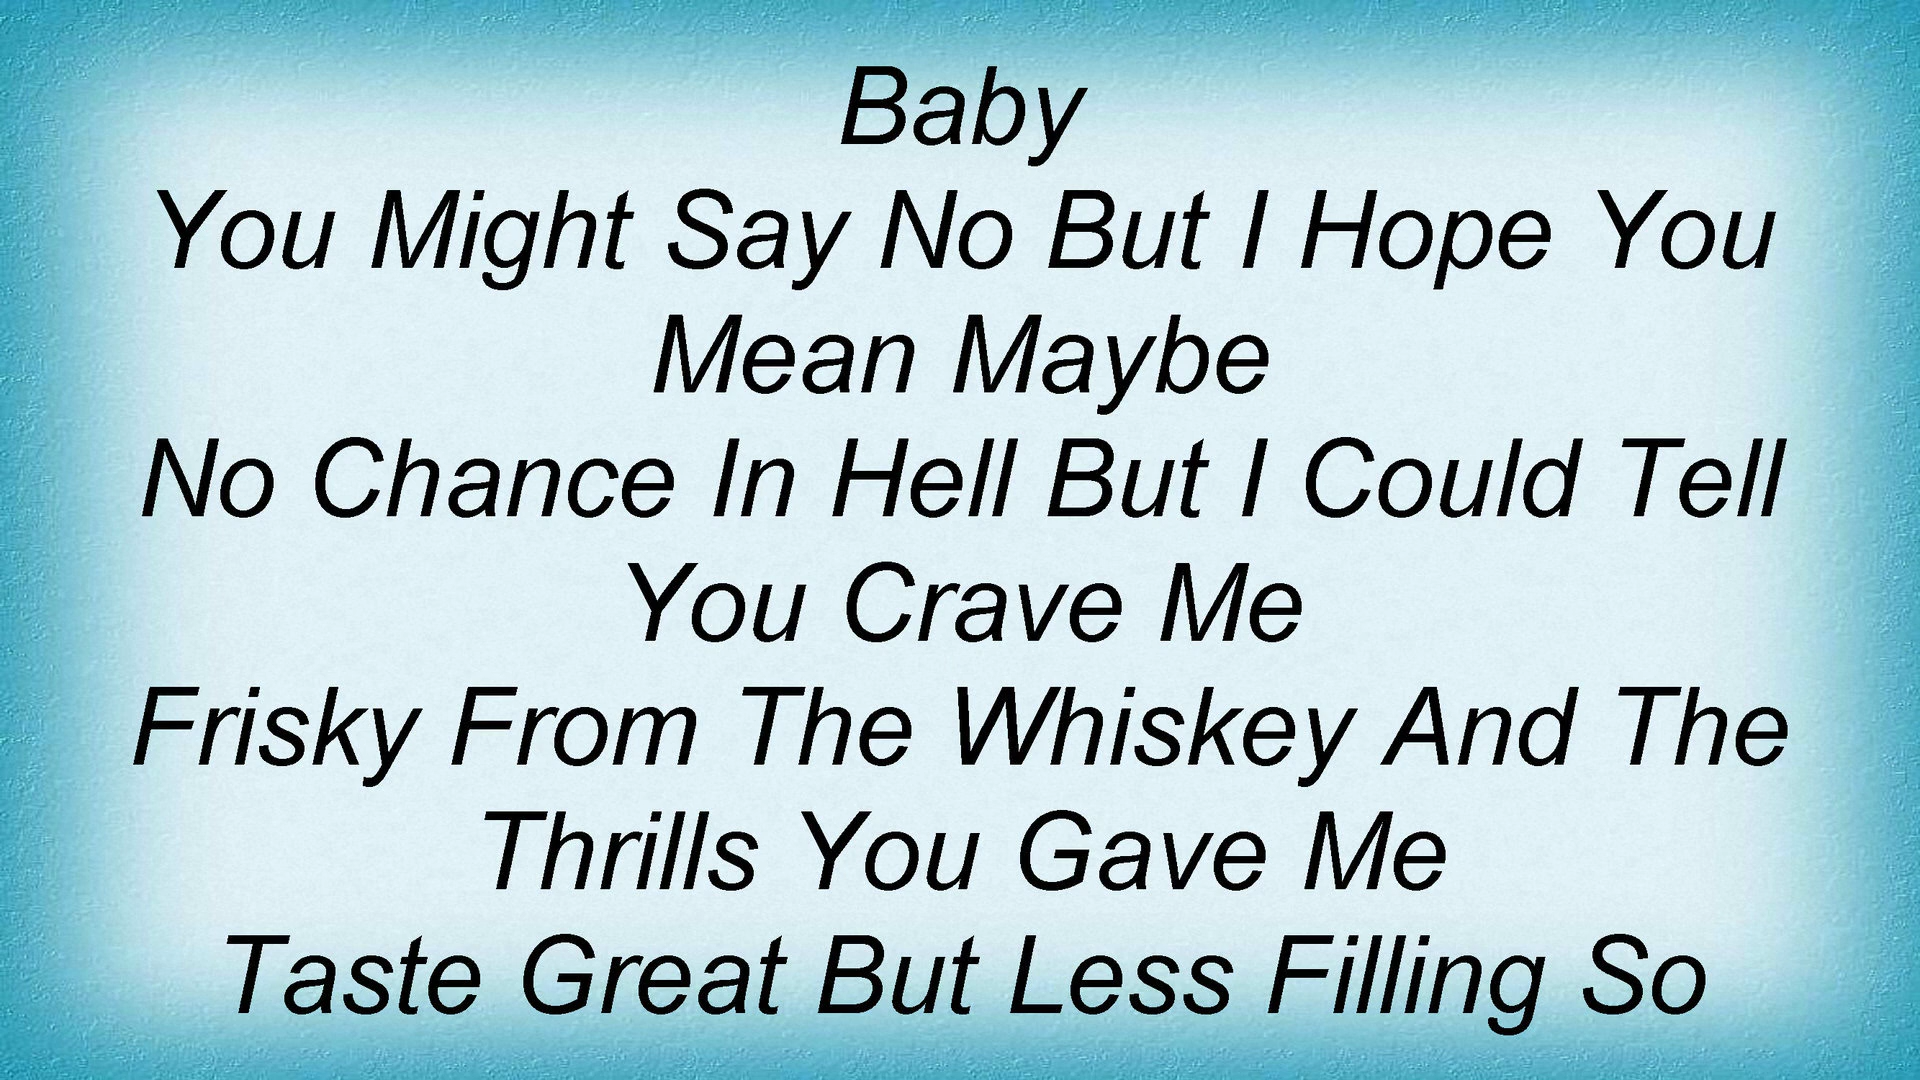 Baby
You Might Say No But I Hope You
Mean Maybe
No Chance In Hell But I Could Tell
You Crave Me
Frisky From The Whiskey And The
Thrills You Gave Me
Taste Great But Less Filling So